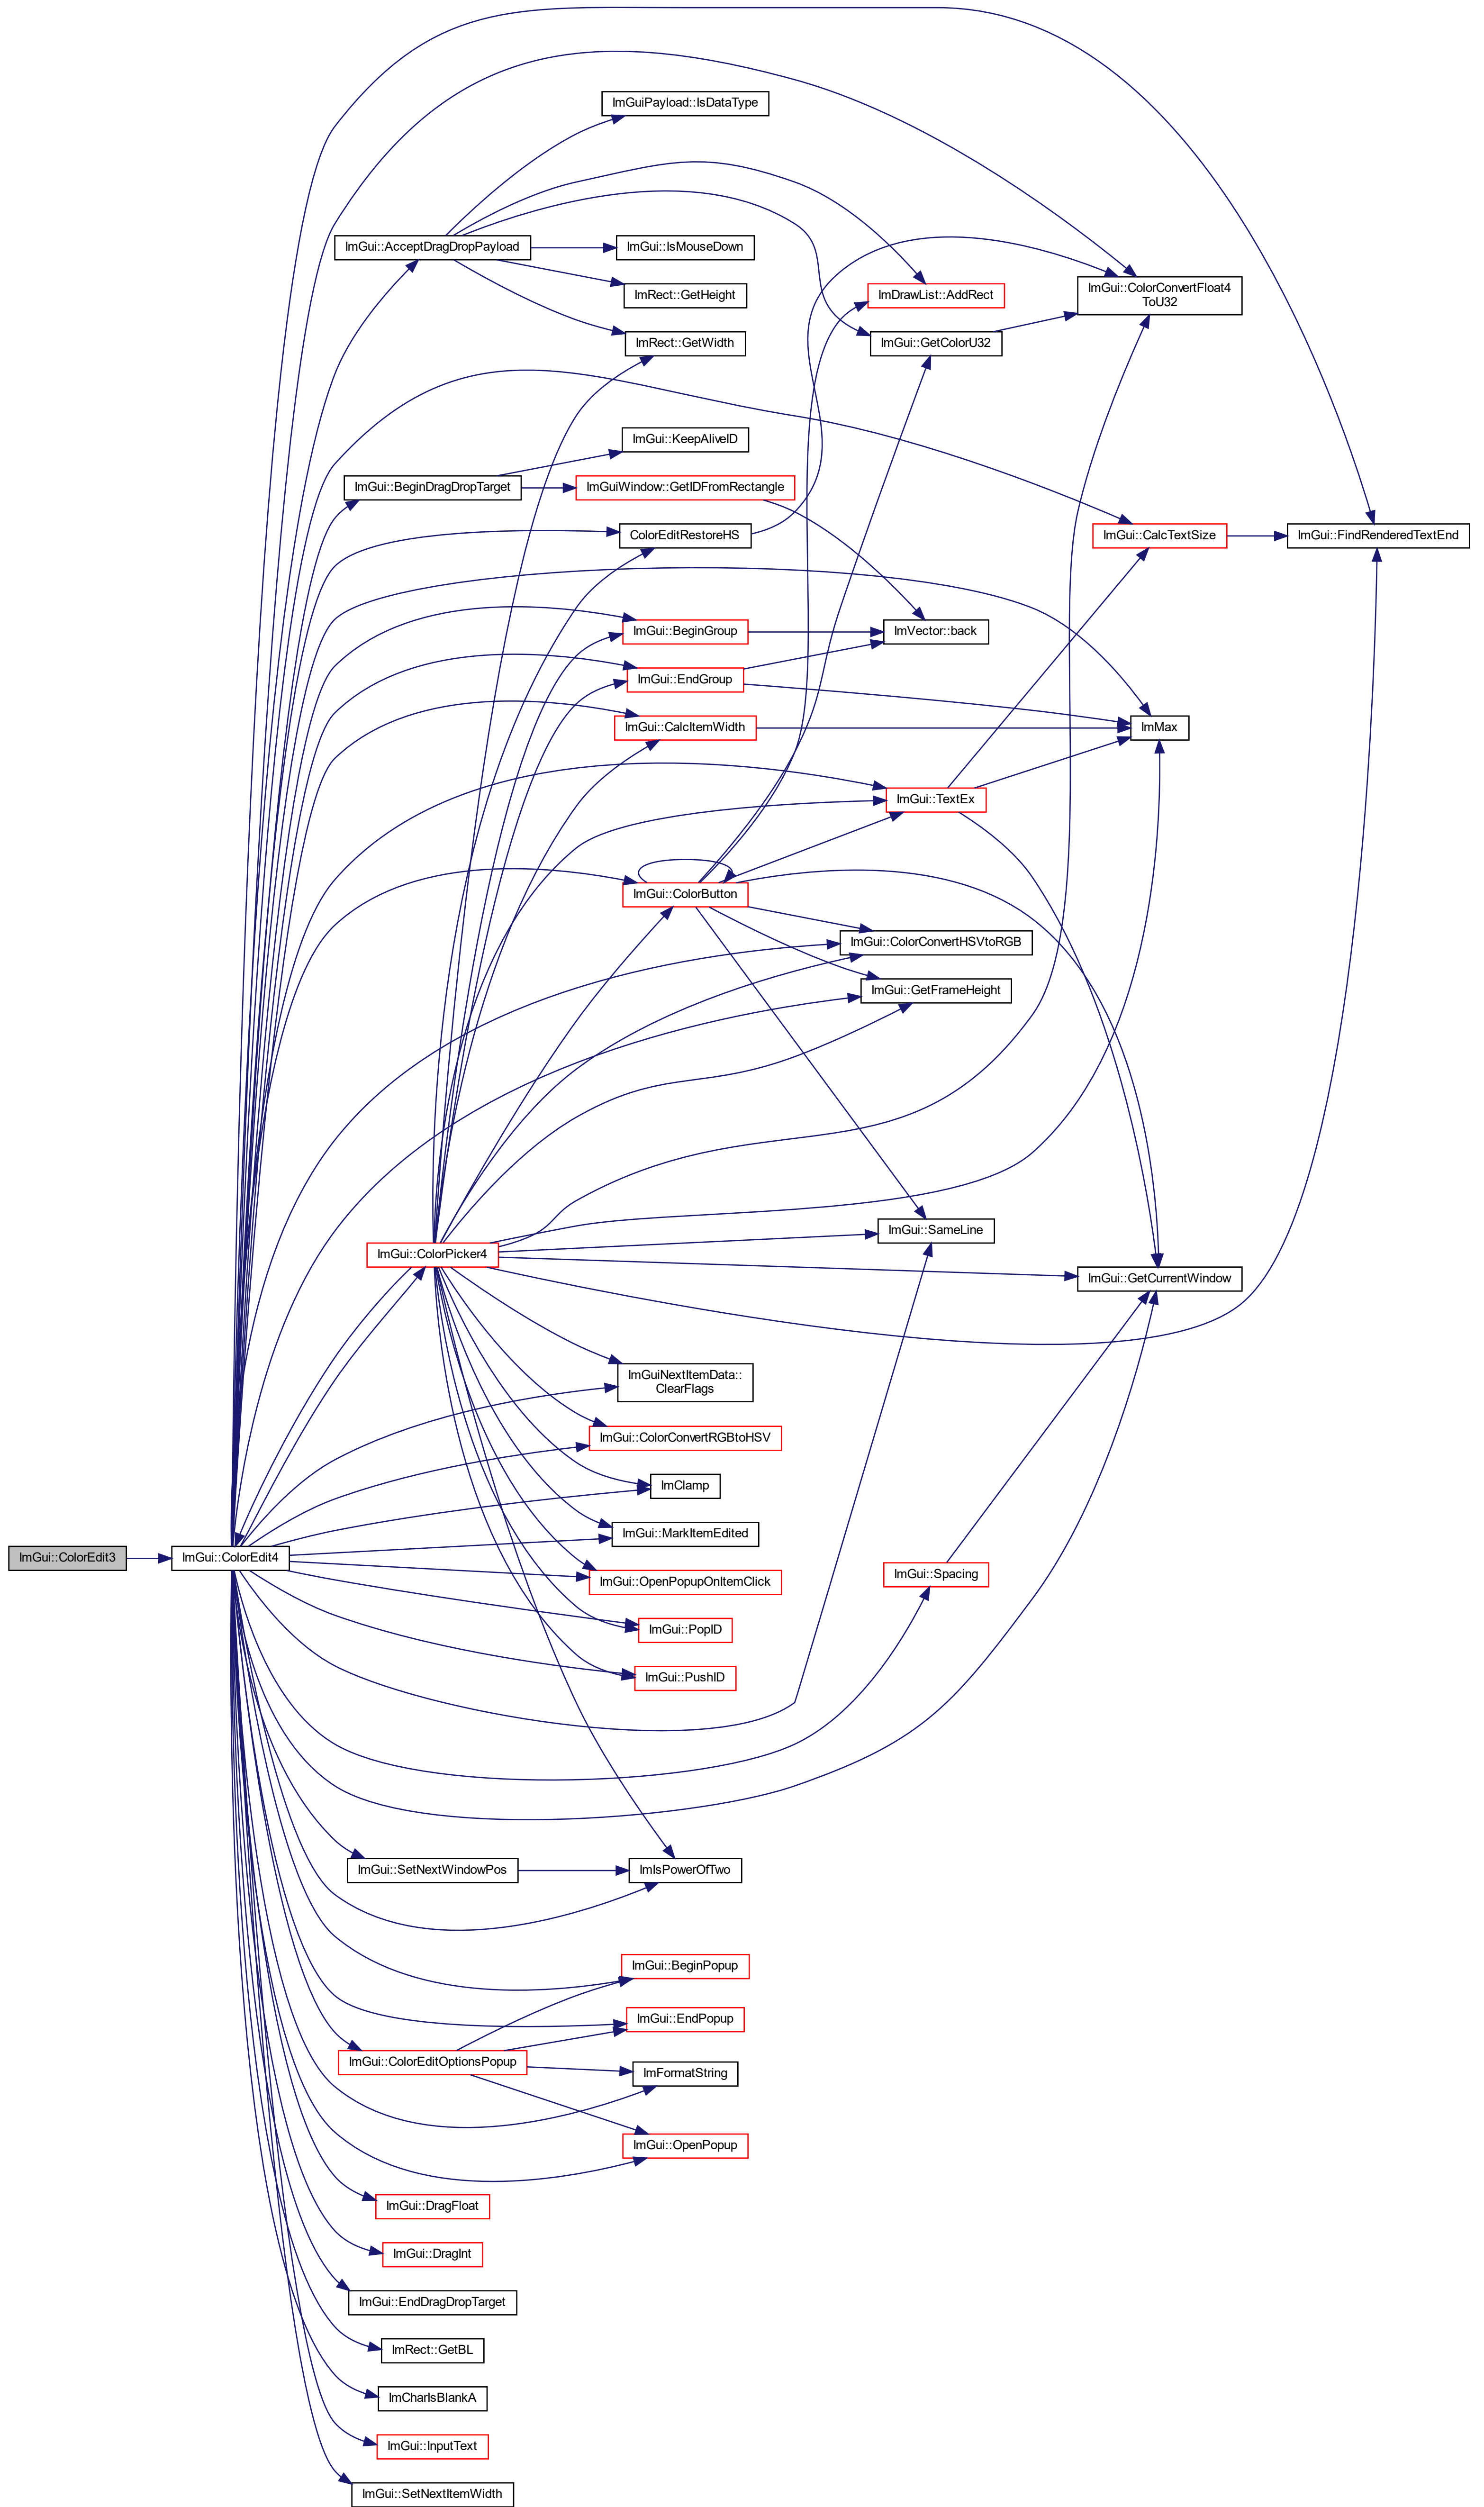 ImGuiPayload::IsDataType
ImGui::AcceptDragDropPayload
ImGui::IsMouseDown
ImRect::GetHeight
ImDrawList::AddRect
ImGui::ColorConvertFloat4
ToU32
ImRect::GetWidth
ImGui::GetColorU32
ImGui::KeepAliveID
ImGui::BeginDragDropTarget
ImGuiWindow::GetIDFromRectangle
ColorEditRestoreHS
ImGui::CalcTextSize
ImGui::FindRenderedTextEnd
ImGui::BeginGroup
ImVector::back
ImGui::EndGroup
ImGui::CalcItemWidth
ImMax
ImGui::TextEx
ImGui::ColorButton
ImGui::ColorConvertHSVtoRGB
ImGui::GetFrameHeight
ImGui::SameLine
ImGui::ColorPicker4
ImGui::GetCurrentWindow
ImGuiNextItemData::
ClearFlags
ImGui::ColorConvertRGBtoHSV
ImClamp
ImGui::MarkItemEdited
ImGui::ColorEdit3
ImGui::ColorEdit4
ImGui::OpenPopupOnItemClick
ImGui::Spacing
ImGui::PopID
ImGui::PushID
ImGui::SetNextWindowPos
ImIsPowerOfTwo
ImGui::BeginPopup
ImGui::EndPopup
ImGui::ColorEditOptionsPopup
ImFormatString
ImGui::OpenPopup
ImGui::DragFloat
ImGui::DragInt
ImGui::EndDragDropTarget
ImRect::GetBL
ImCharIsBlankA
ImGui::InputText
ImGui::SetNextItemWidth